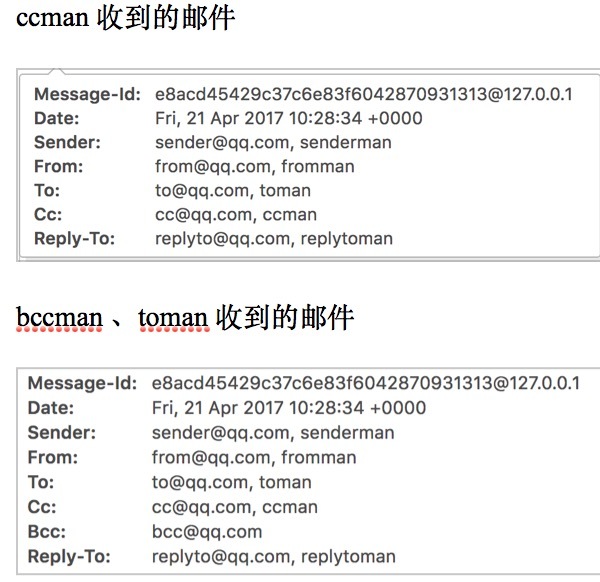 ccman 收到的邮件
Message-Id: e8acd45429c37c6e83f6042870931313@127.0.0.1
Date: Fri, 21 Apr 2017 10:28:34 +0000
Sender: sender@qq.com, senderman
From: from@qq.com, fromman
To: to@qq.com, toman
Cc: cc@qq.com, ccman
Reply-To: replyto@qq.com, replytoman
bccman 、toman 收到的邮件
Message-Id: e8acd45429c37c6e83f6042870931313@127.0.0.1
Date: Fri, 21 Apr 2017 10:28:34 +0000
Sender: sender@qq.com, senderman
From: from@qq.com, fromman
To: to@qq.com, toman
Cc: cc@qq.com, ccman
Bcc: bcc@qq.com
Reply-To: replyto@qq.com, replytoman